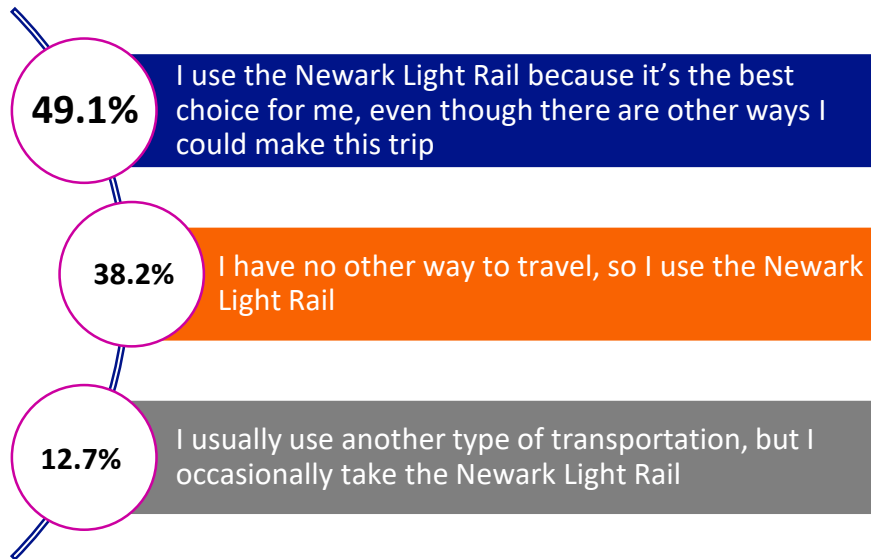 49.1%
I use the Newark Light Rail because it’s the best
choice for me, even though there are other ways I
could make this trip
38.2%
I have no other way to travel, so I use the Newark
Light Rail
12.7%
I usually use another type of transportation, but I
occasionally take the Newark Light Rail